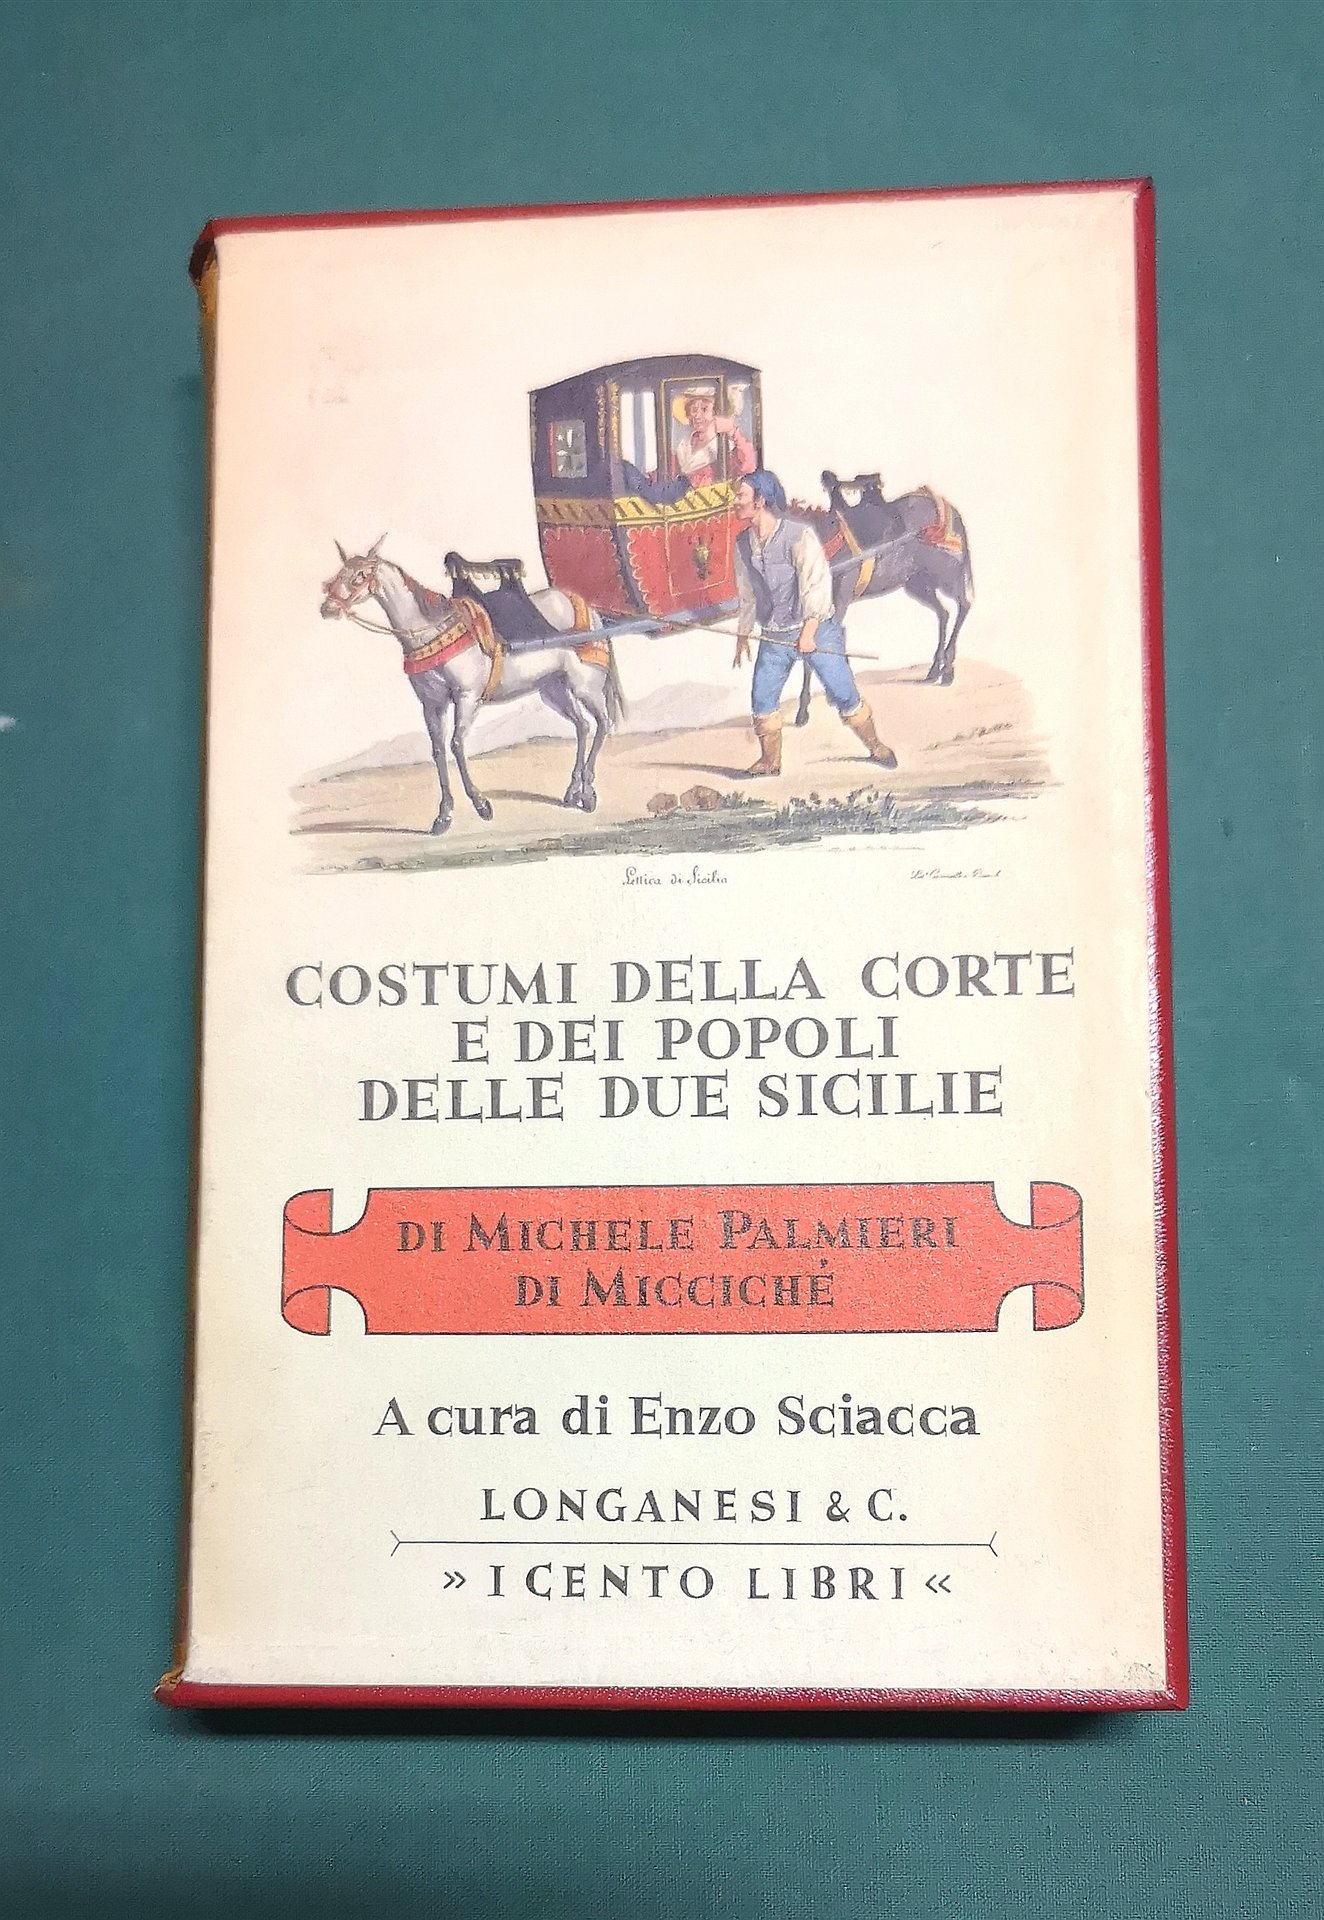 Lettica di Sicilia
COSTUMI DELLA CORTE
E DEI POPOLI
DELLE DUE SICILIE
DI MICHELE PALMIERI
DI MICCICHÉ
A cura di Enzo Sciacca
LONGANESI & C.
» I CENTO LIBRI «